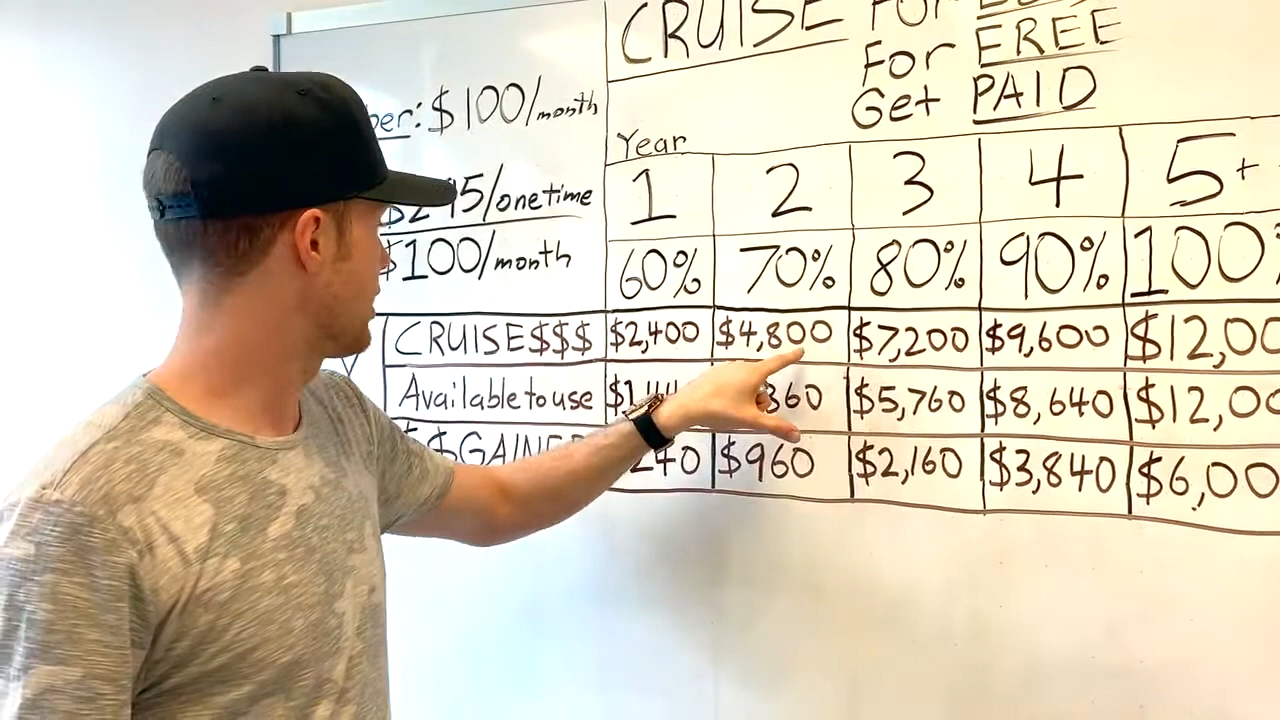 CRUISE For
For FREE
Get PAID
$100/month
Year
1 2 3 4 5+
/onetime
$100/month
60% 70% 80% 90% 100%
CRUISE$$$ $2,400 $4,800 $7,200 $9,600 $12,00
Available to use 360 $5,760 $8,640 $12,00
$960 $2,160 $3,840 $6,00